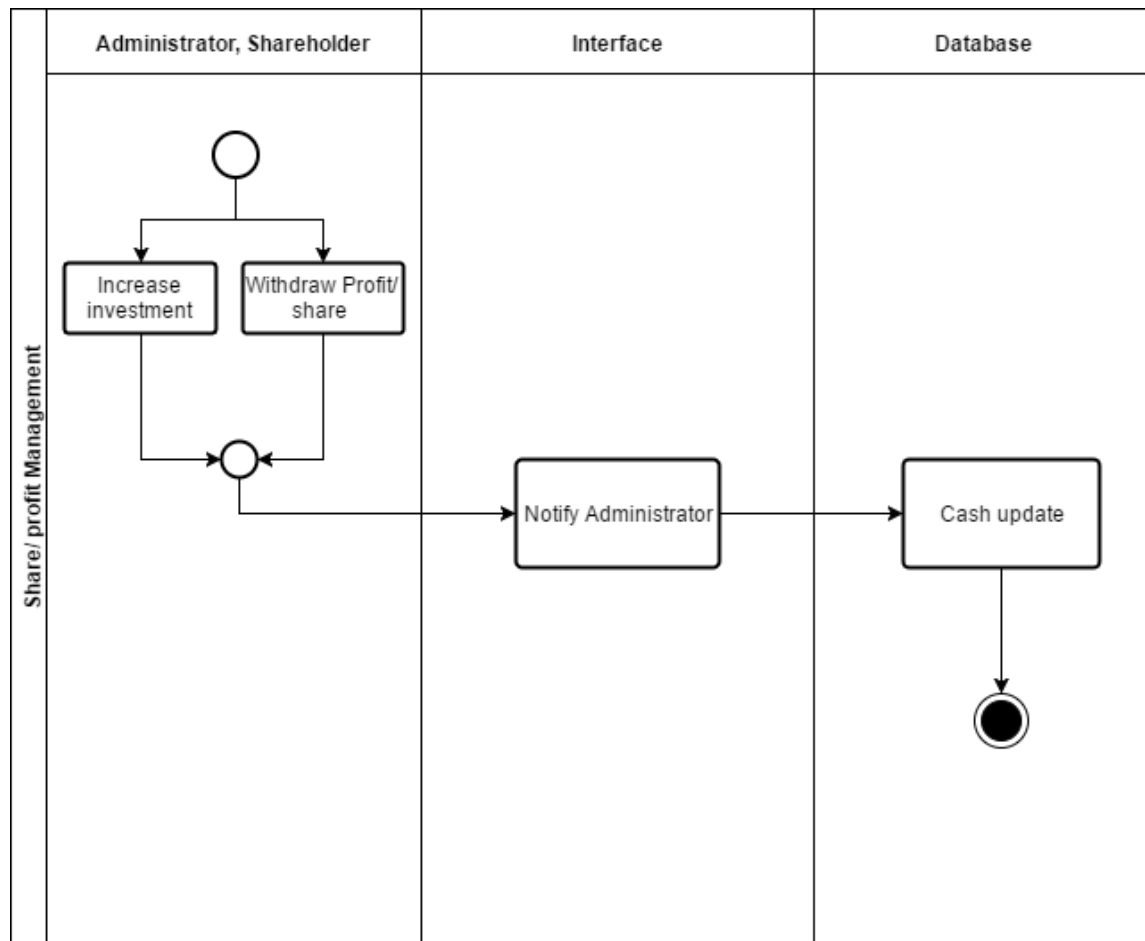 Administrator, Shareholder
Interface
Database
Share/ profit Management
Increase
investment
Withdraw Profit/
share
Notify Administrator
Cash update